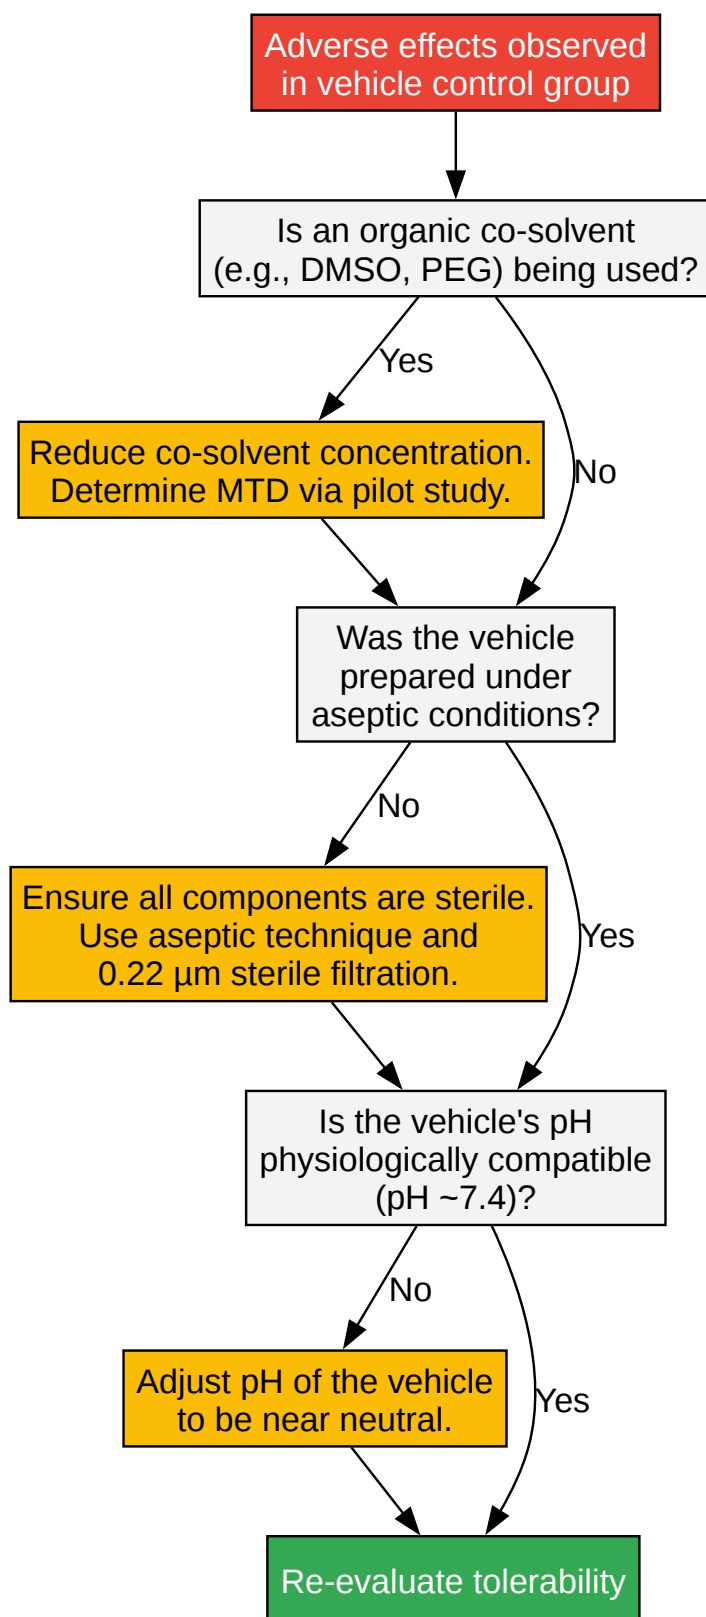 Adverse effects observed
in vehicle control group
Is an organic co-solvent
(e.g., DMSO, PEG) being used?
Yes
Reduce co-solvent concentration.
Determine MTD via pilot study.
No
Was the vehicle
prepared under
aseptic conditions?
No
Ensure all components are sterile.
Use aseptic technique and
0.22 µm sterile filtration.
Yes
Is the vehicle's pH
physiologically compatible
(pH ~7.4)?
No
Adjust pH of the vehicle
to be near neutral.
Yes
Re-evaluate tolerability